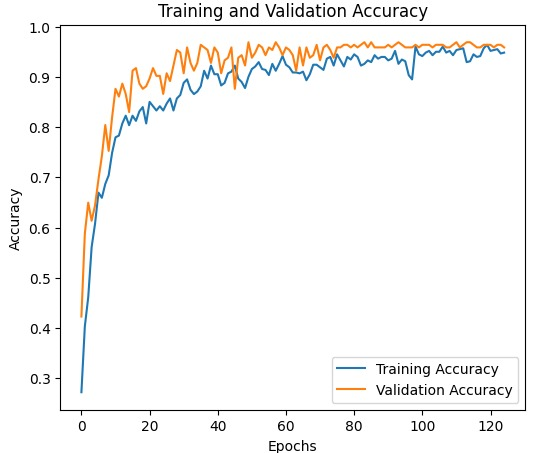 Training and Validation Accuracy
1.0
0.9
0.8
0.7
0.6
0.5
0.4
0.3
Accuracy
0 20 40 60 80 100 120
Epochs
Training Accuracy
Validation Accuracy